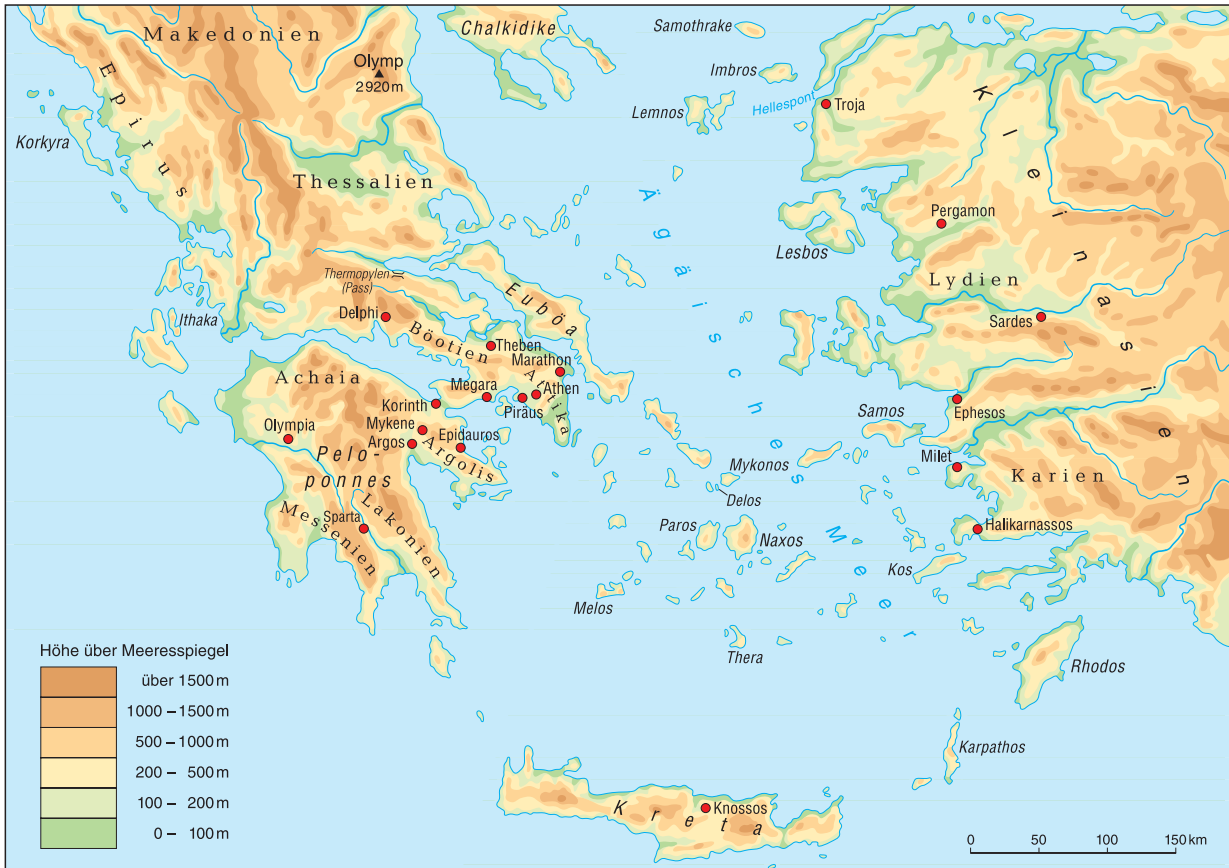 Makedonien
Olymp
2920 m
Chalkidike
Samothrake
Imbros
Lemnos
Hellespont
Troja
Epirus
Korkyra
Thessalien
Kleinasien
Ägäisches Meer
Pergamon
Lesbos
Lydien
Sardes
Thermopylen
(Pass)
Delphi
Euböa
Ithaka
Böotien
Theben
Marathon
Attika
Achaia
Megara
Athen
Piräus
Korinth
Mykene
Argos
Epidauros
Argolis
Olympia
Pelo-
ponnes
Samos
Ephesos
Milet
Mykonos
Delos
Karien
Messenien
Sparta
Lakonien
Paros
Naxos
Halikarnassos
Kos
Melos
Thera
Rhodos
Karpathos
Kreta
Knossos
Höhe über Meeresspiegel
über 1500 m
1000 – 1500 m
500 – 1000 m
200 – 500 m
100 – 200 m
0 – 100 m
0 50 100 150 km